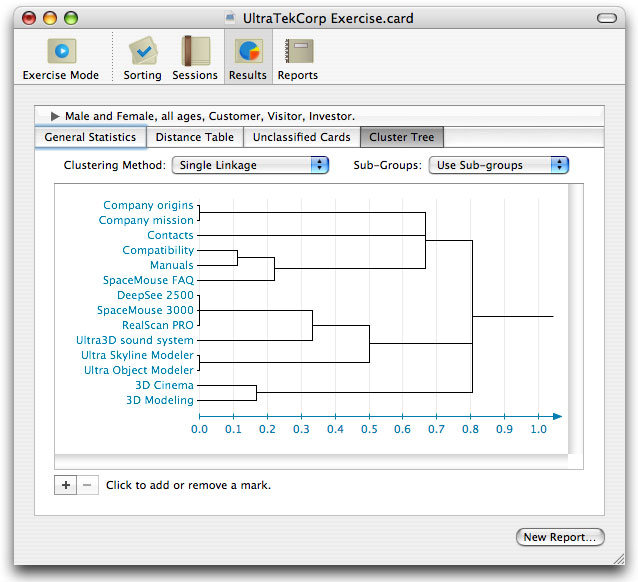 UltraTekCorp Exercise.card
Exercise Mode Sorting Sessions Results Reports
Male and Female, all ages, Customer, Visitor, Investor.
General Statistics Distance Table Unclassified Cards Cluster Tree
Clustering Method: Single Linkage Sub-Groups: Use Sub-groups
Company origins
Company mission
Contacts
Compatibility
Manuals
SpaceMouse FAQ
DeepSee 2500
SpaceMouse 3000
RealScan PRO
Ultra3D sound system
Ultra Skyline Modeler
Ultra Object Modeler
3D Cinema
3D Modeling
0.0 0.1 0.2 0.3 0.4 0.5 0.6 0.7 0.8 0.9 1.0
+ − Click to add or remove a mark.
New Report...